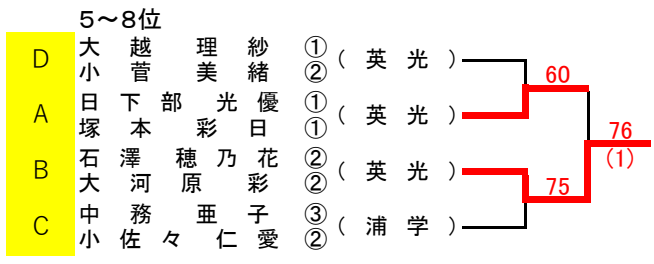 5～8位
D 大越 理紗 ① (英光)
小菅 美緒 ②
A 日下部 光優 ① (英光)
塚本 彩日 ①
B 石澤 穂乃花 ② (英光)
大河原 彩 ②
C 中務 亜子 ③ (浦学)
小佐々 仁愛 ②
60
76
(1)
75